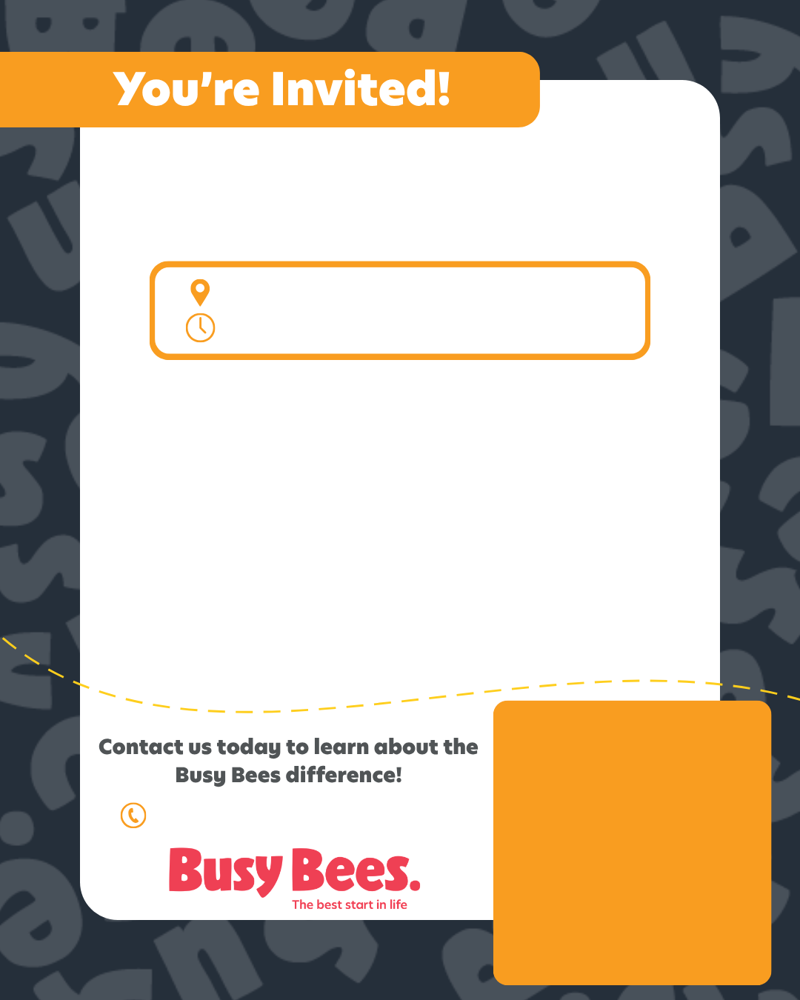 You’re Invited!
Contact us today to learn about the
Busy Bees difference!
Busy Bees.
The best start in life